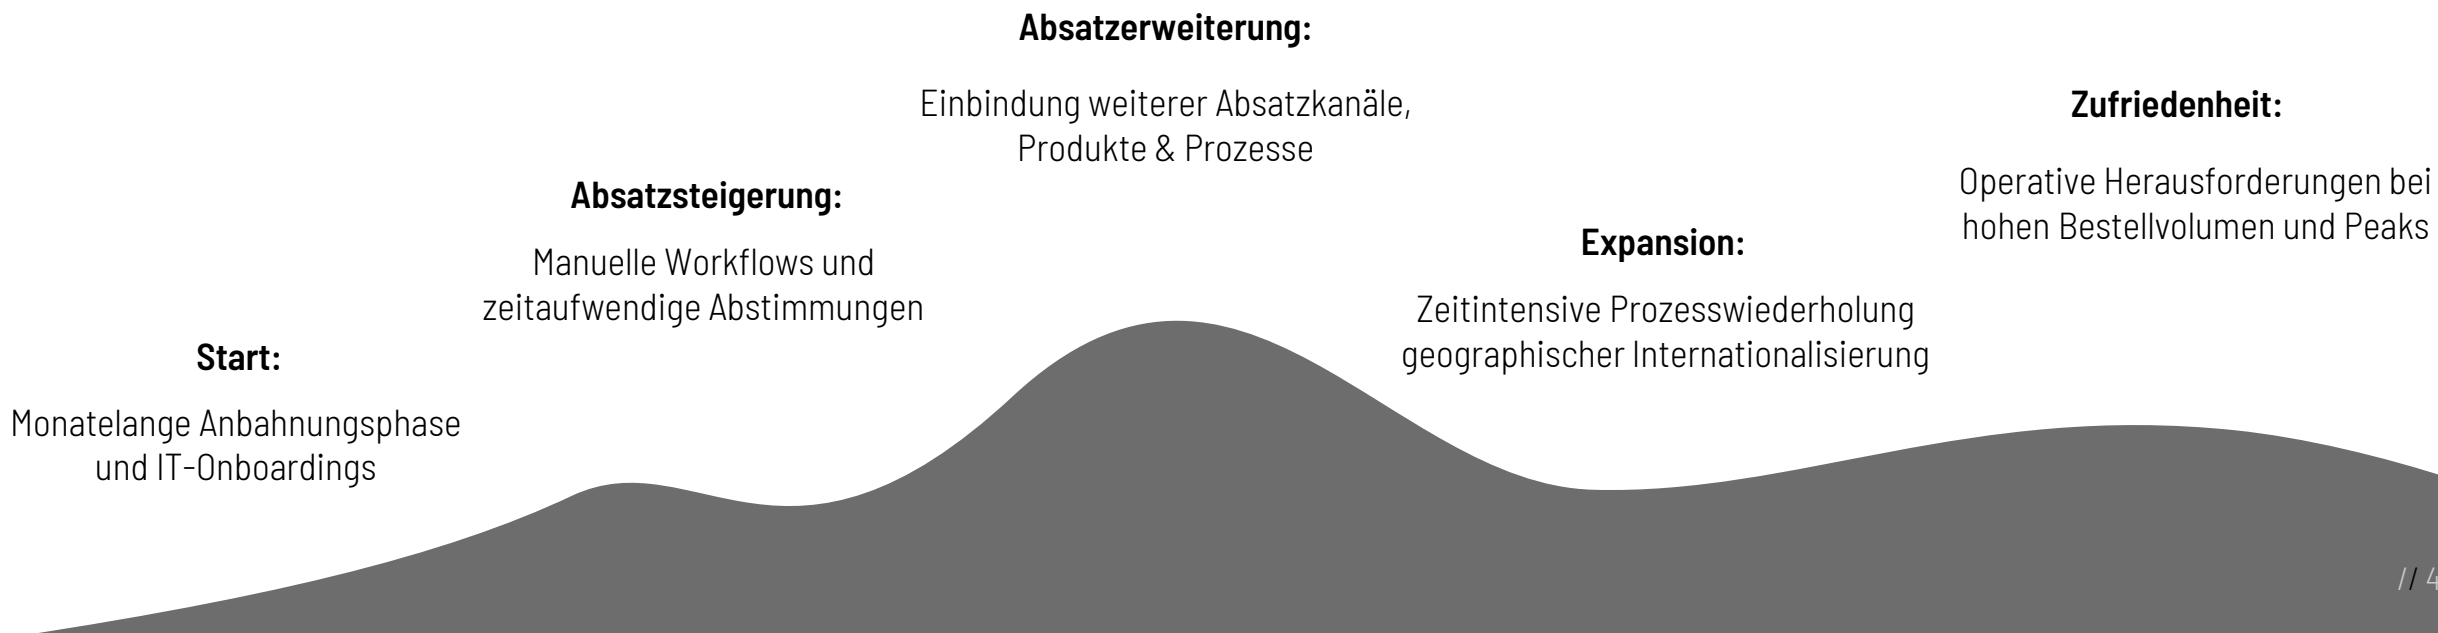 Start:
Monatelange Anbahnungsphase
und IT-Onboardings
Absatzsteigerung:
Manuelle Workflows und
zeitaufwendige Abstimmungen
Absatzerweiterung:
Einbindung weiterer Absatzkanäle,
Produkte & Prozesse
Expansion:
Zeitintensive Prozesswiederholung
geographischer Internationalisierung
Zufriedenheit:
Operative Herausforderungen bei
hohen Bestellvolumen und Peaks
// 4